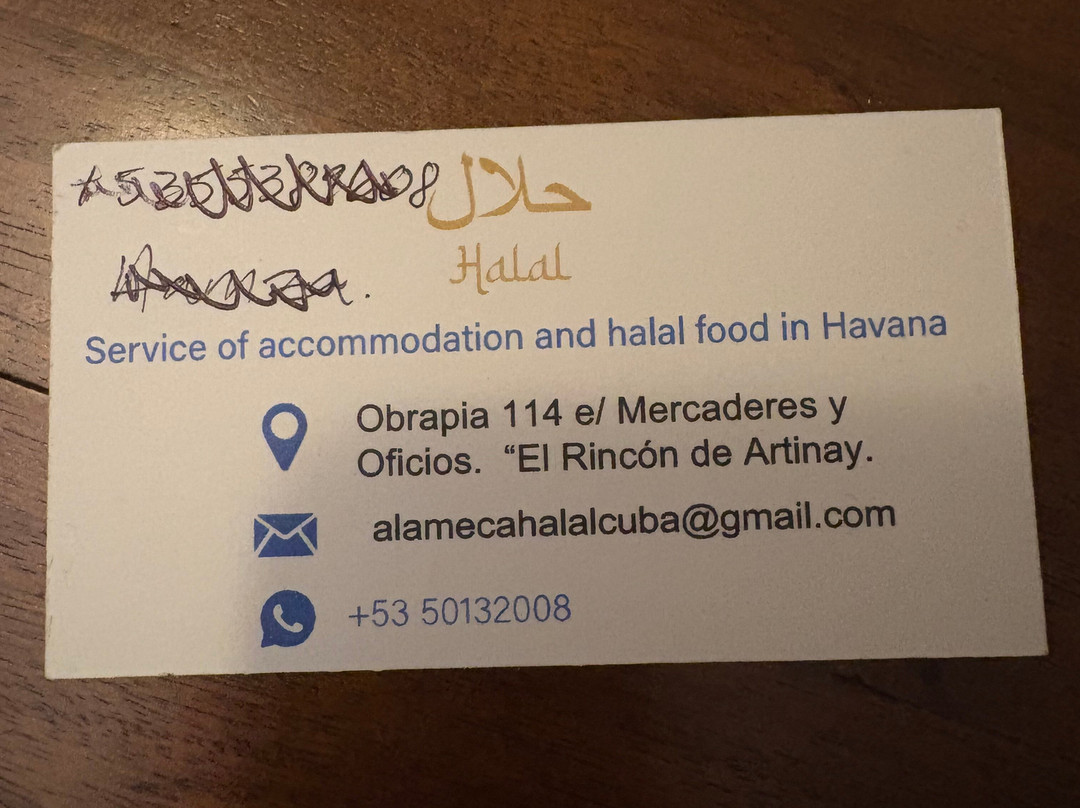 حلال
Halal
Service of accommodation and halal food in Havana
Obrapia 114 e/ Mercaderes y
Oficios. “El Rincón de Artinay.
alamecahalalcuba@gmail.com
+53 50132008